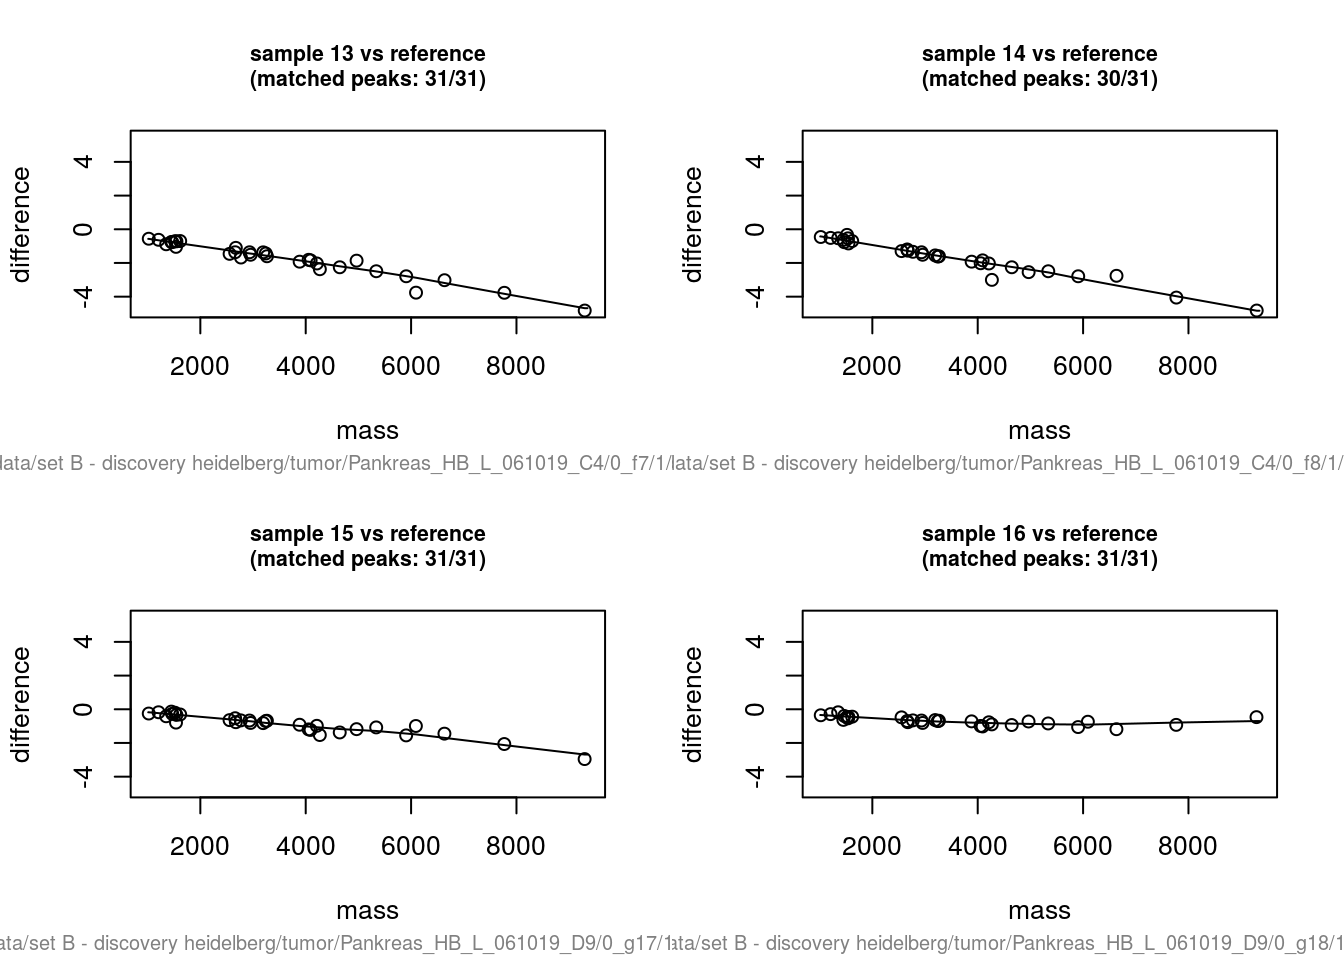 sample 13 vs reference
(matched peaks: 31/31)
difference
4
0
-4
2000 4000 6000 8000
mass
data/set B - discovery heidelberg/tumor/Pankreas_HB_L_061019_C4/0_f7/1/
sample 14 vs reference
(matched peaks: 30/31)
difference
4
0
-4
2000 4000 6000 8000
mass
lata/set B - discovery heidelberg/tumor/Pankreas_HB_L_061019_C4/0_f8/1/
sample 15 vs reference
(matched peaks: 31/31)
difference
4
0
-4
2000 4000 6000 8000
mass
ata/set B - discovery heidelberg/tumor/Pankreas_HB_L_061019_D9/0_g17/1
sample 16 vs reference
(matched peaks: 31/31)
difference
4
0
-4
2000 4000 6000 8000
mass
ata/set B - discovery heidelberg/tumor/Pankreas_HB_L_061019_D9/0_g18/1